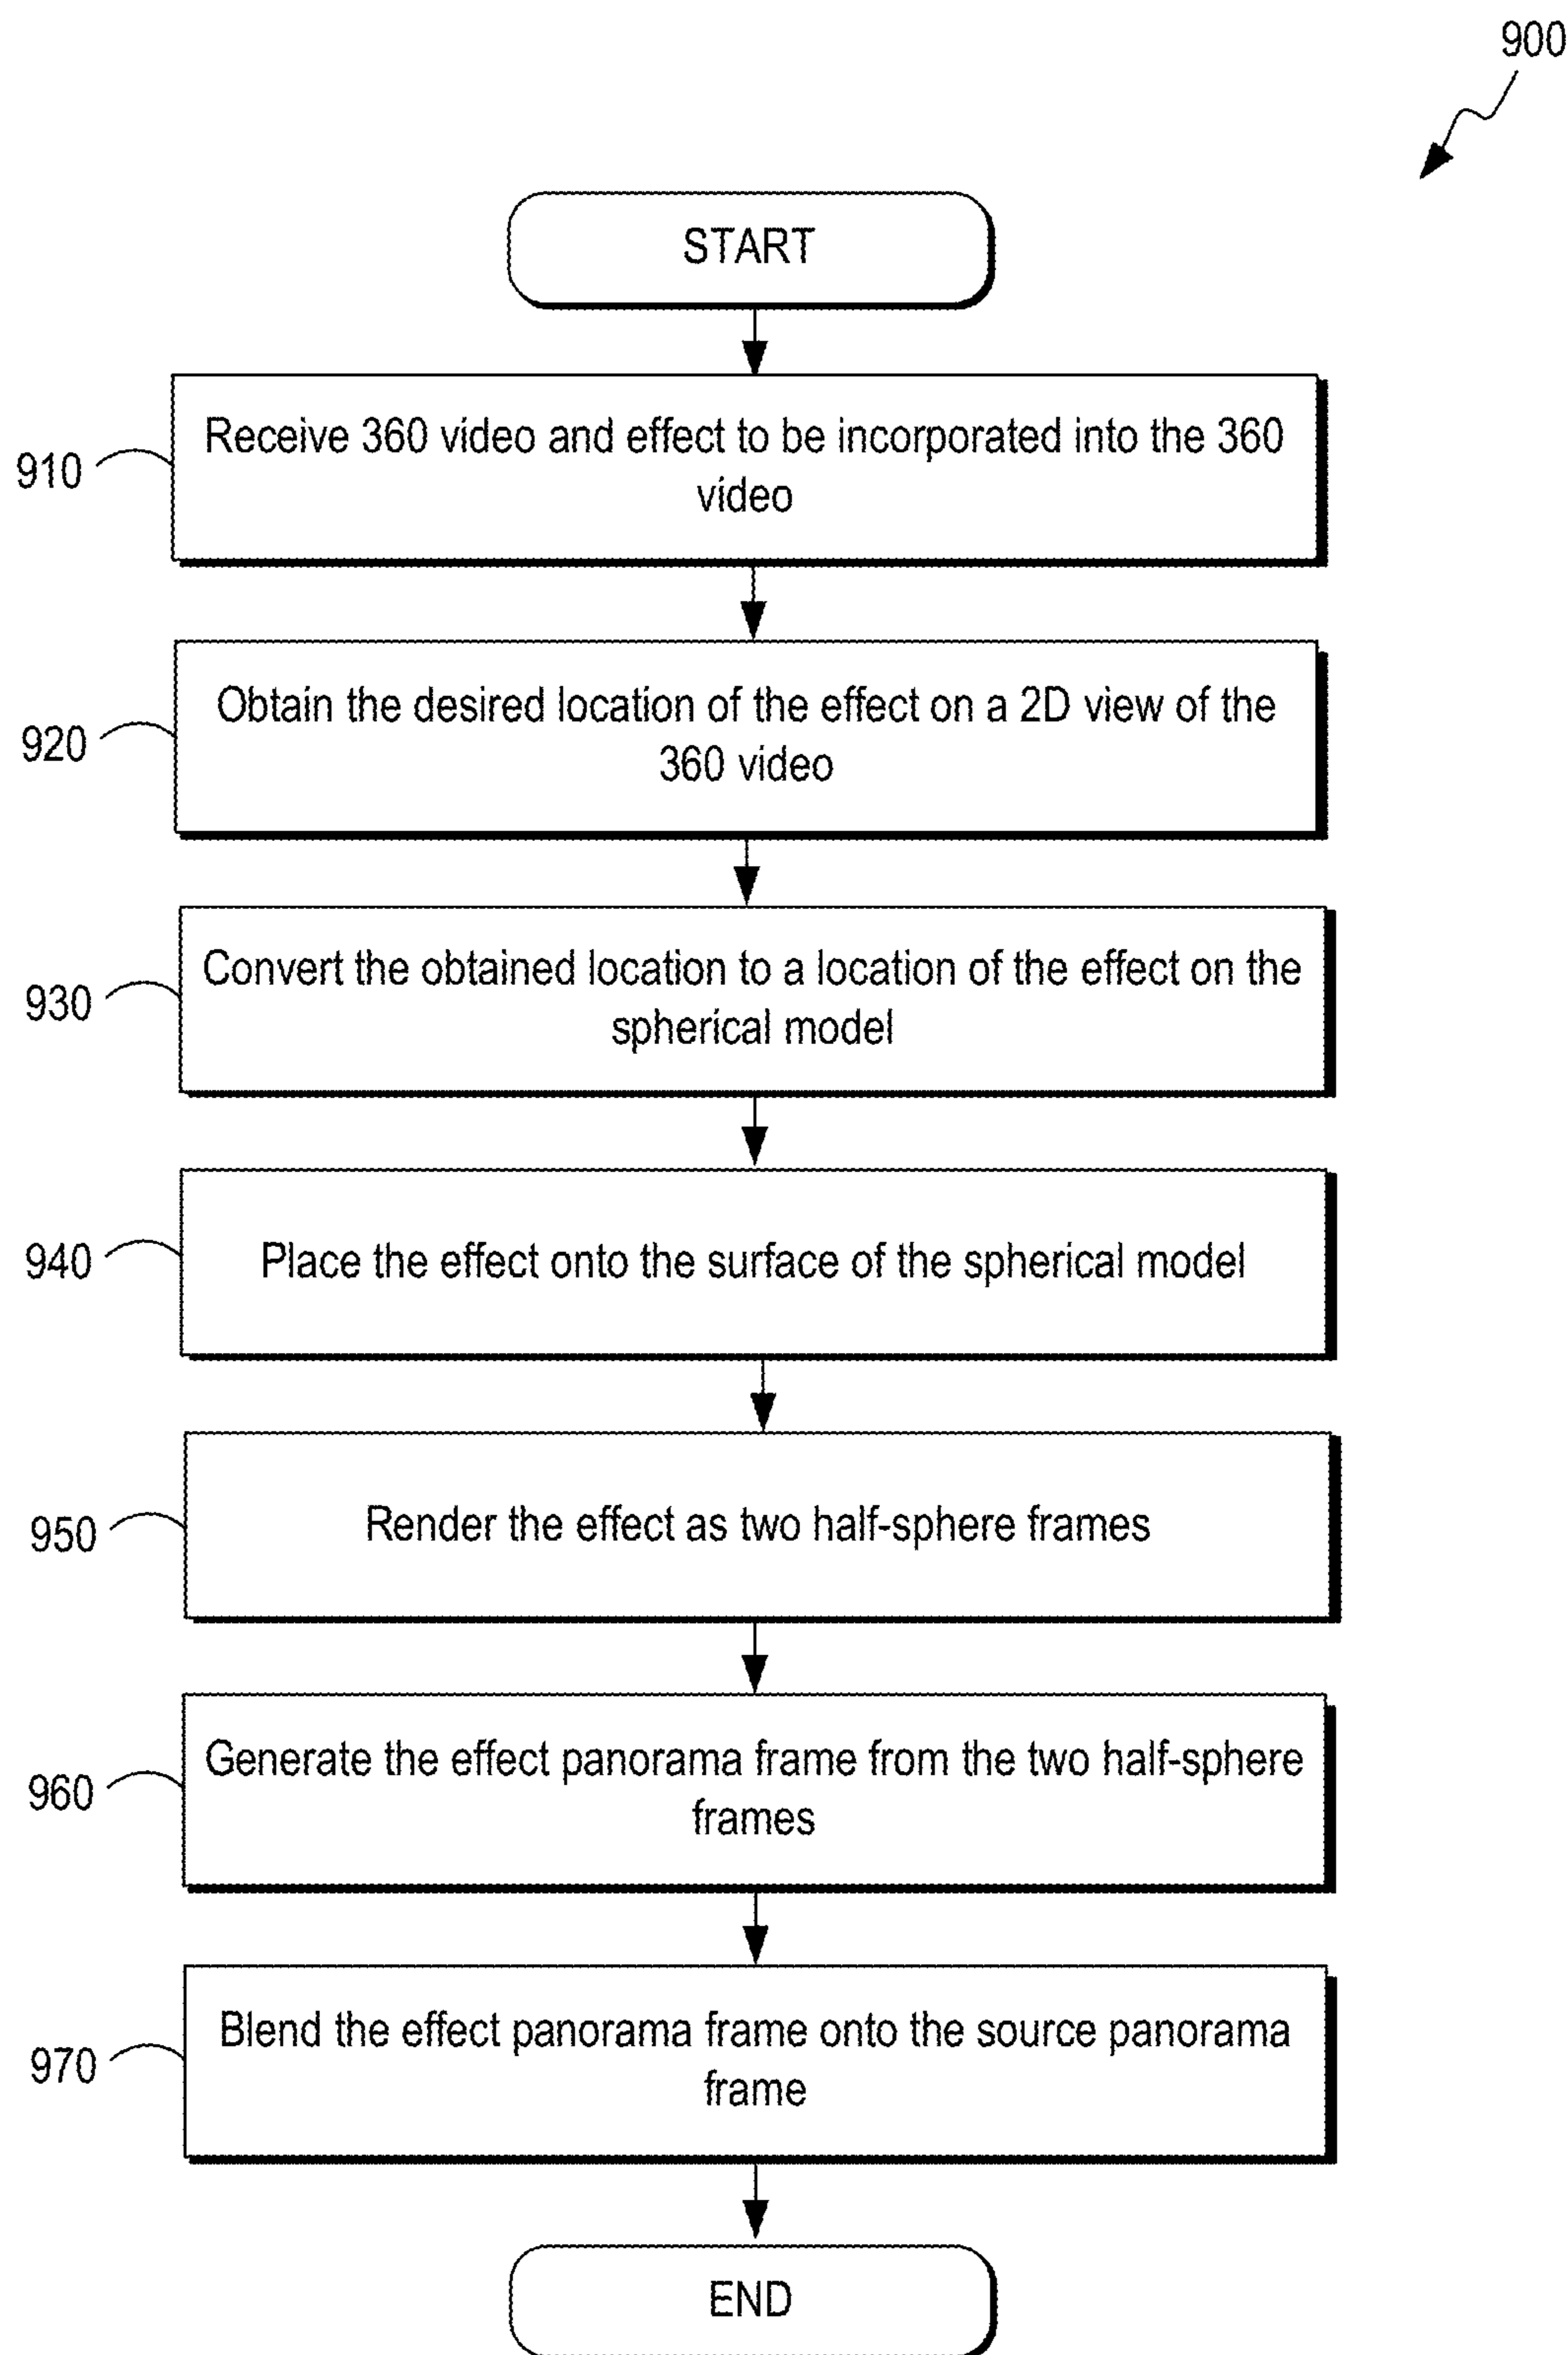 900
START
910
Receive 360 video and effect to be incorporated into the 360
video
920
Obtain the desired location of the effect on a 2D view of the
360 video
930
Convert the obtained location to a location of the effect on the
spherical model
940
Place the effect onto the surface of the spherical model
950
Render the effect as two half-sphere frames
960
Generate the effect panorama frame from the two half-sphere
frames
970
Blend the effect panorama frame onto the source panorama
frame
END